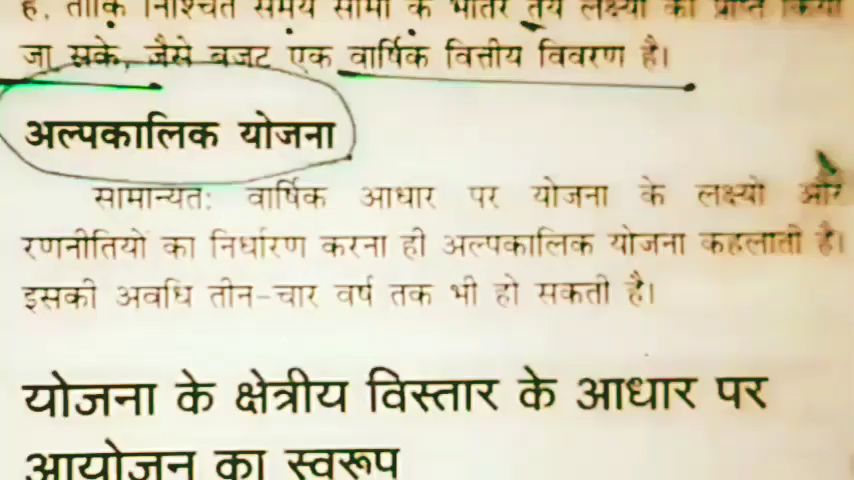 है, ताकि निश्चित समय सीमा के भीतर तय लक्ष्यों को प्राप्त किया
जा सके, जैसे बजट एक वार्षिक वित्तीय विवरण है।
अल्पकालिक योजना
सामान्यतः वार्षिक आधार पर योजना के लक्ष्यों और
रणनीतियों का निर्धारण करना ही अल्पकालिक योजना कहलाती है।
इसकी अवधि तीन-चार वर्ष तक भी हो सकती है।
योजना के क्षेत्रीय विस्तार के आधार पर
आयोजन का स्वरूप